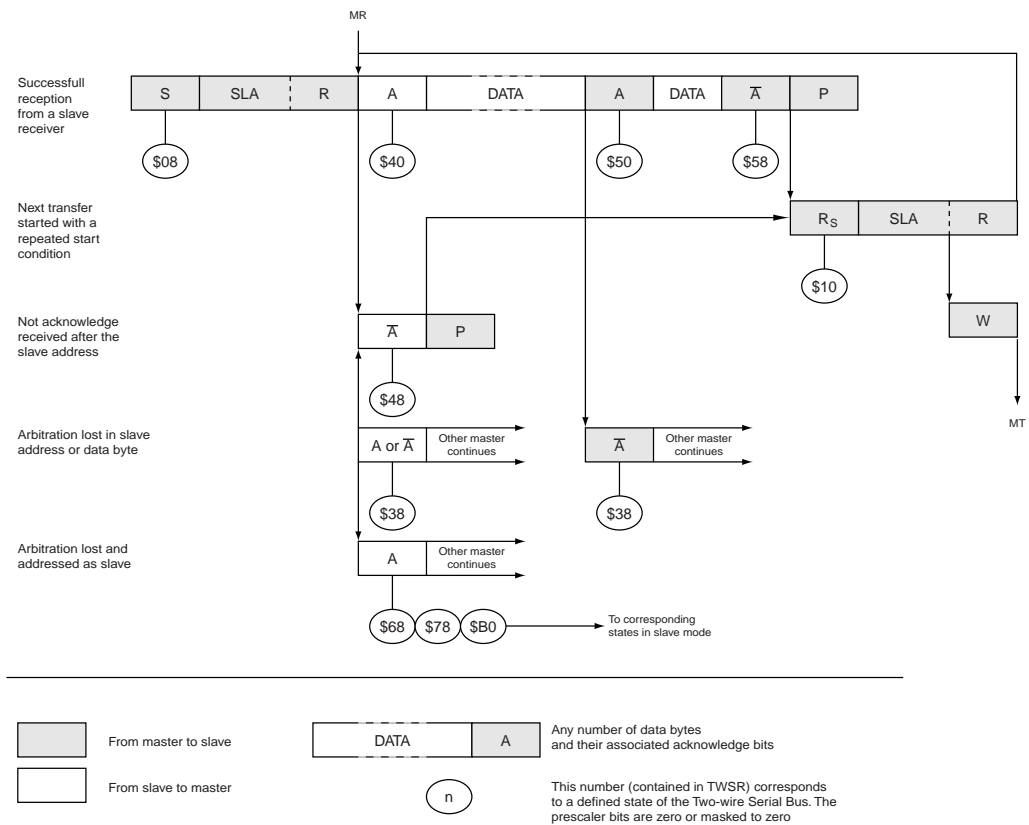 MR
Successfull
reception
from a slave
receiver
S SLA R A DATA A DATA A̅ P
$08 $40 $50 $58
Next transfer
started with a
repeated start
condition
RS SLA R
$10
Not acknowledge
received after the
slave address
A̅ P
W
$48
MT
Arbitration lost in slave
address or data byte
A or A̅ Other master
continues
A̅ Other master
continues
$38 $38
Arbitration lost and
addressed as slave
A Other master
continues
$68 $78 $B0
To corresponding
states in slave mode
From master to slave
DATA A
Any number of data bytes
and their associated acknowledge bits
From slave to master
n
This number (contained in TWSR) corresponds
to a defined state of the Two-wire Serial Bus. The
prescaler bits are zero or masked to zero